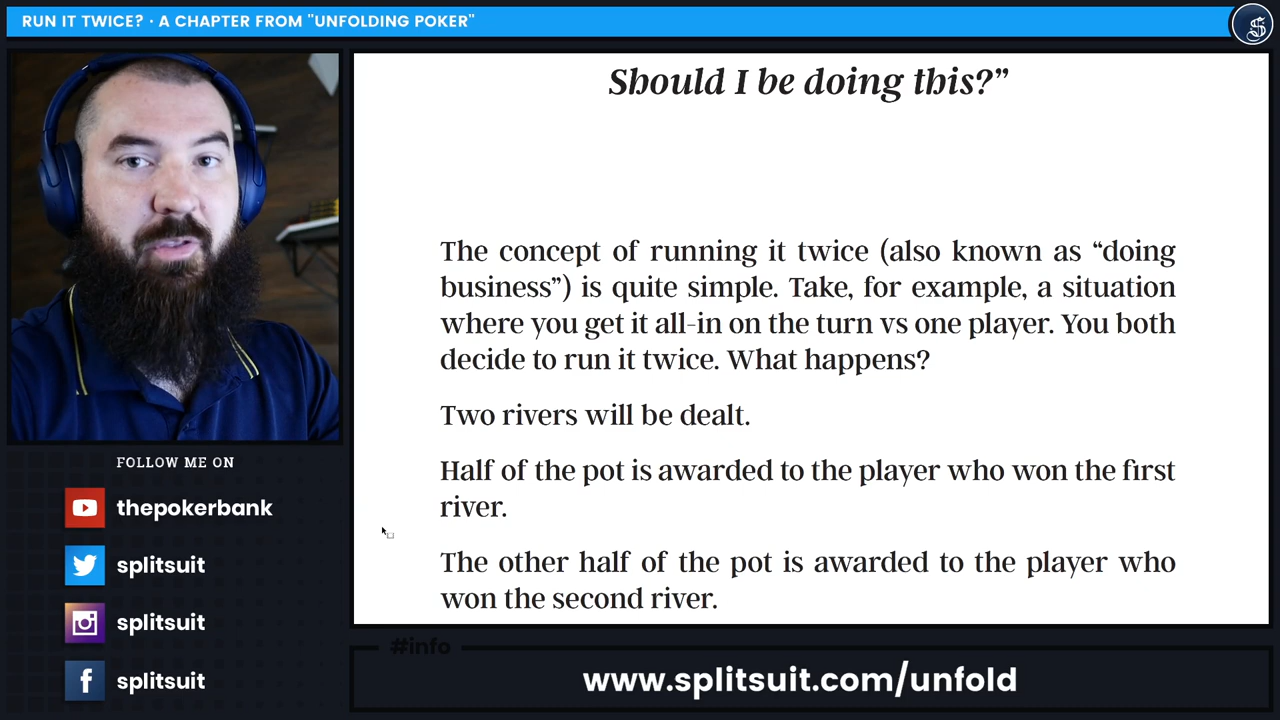 RUN IT TWICE? · A CHAPTER FROM "UNFOLDING POKER"
S
Should I be doing this?”
The concept of running it twice (also known as “doing
business”) is quite simple. Take, for example, a situation
where you get it all-in on the turn vs one player. You both
decide to run it twice. What happens?
Two rivers will be dealt.
Half of the pot is awarded to the player who won the first
river.
The other half of the pot is awarded to the player who
won the second river.
FOLLOW ME ON
thepokerbank
splitsuit
splitsuit
f splitsuit
#info
www.splitsuit.com/unfold